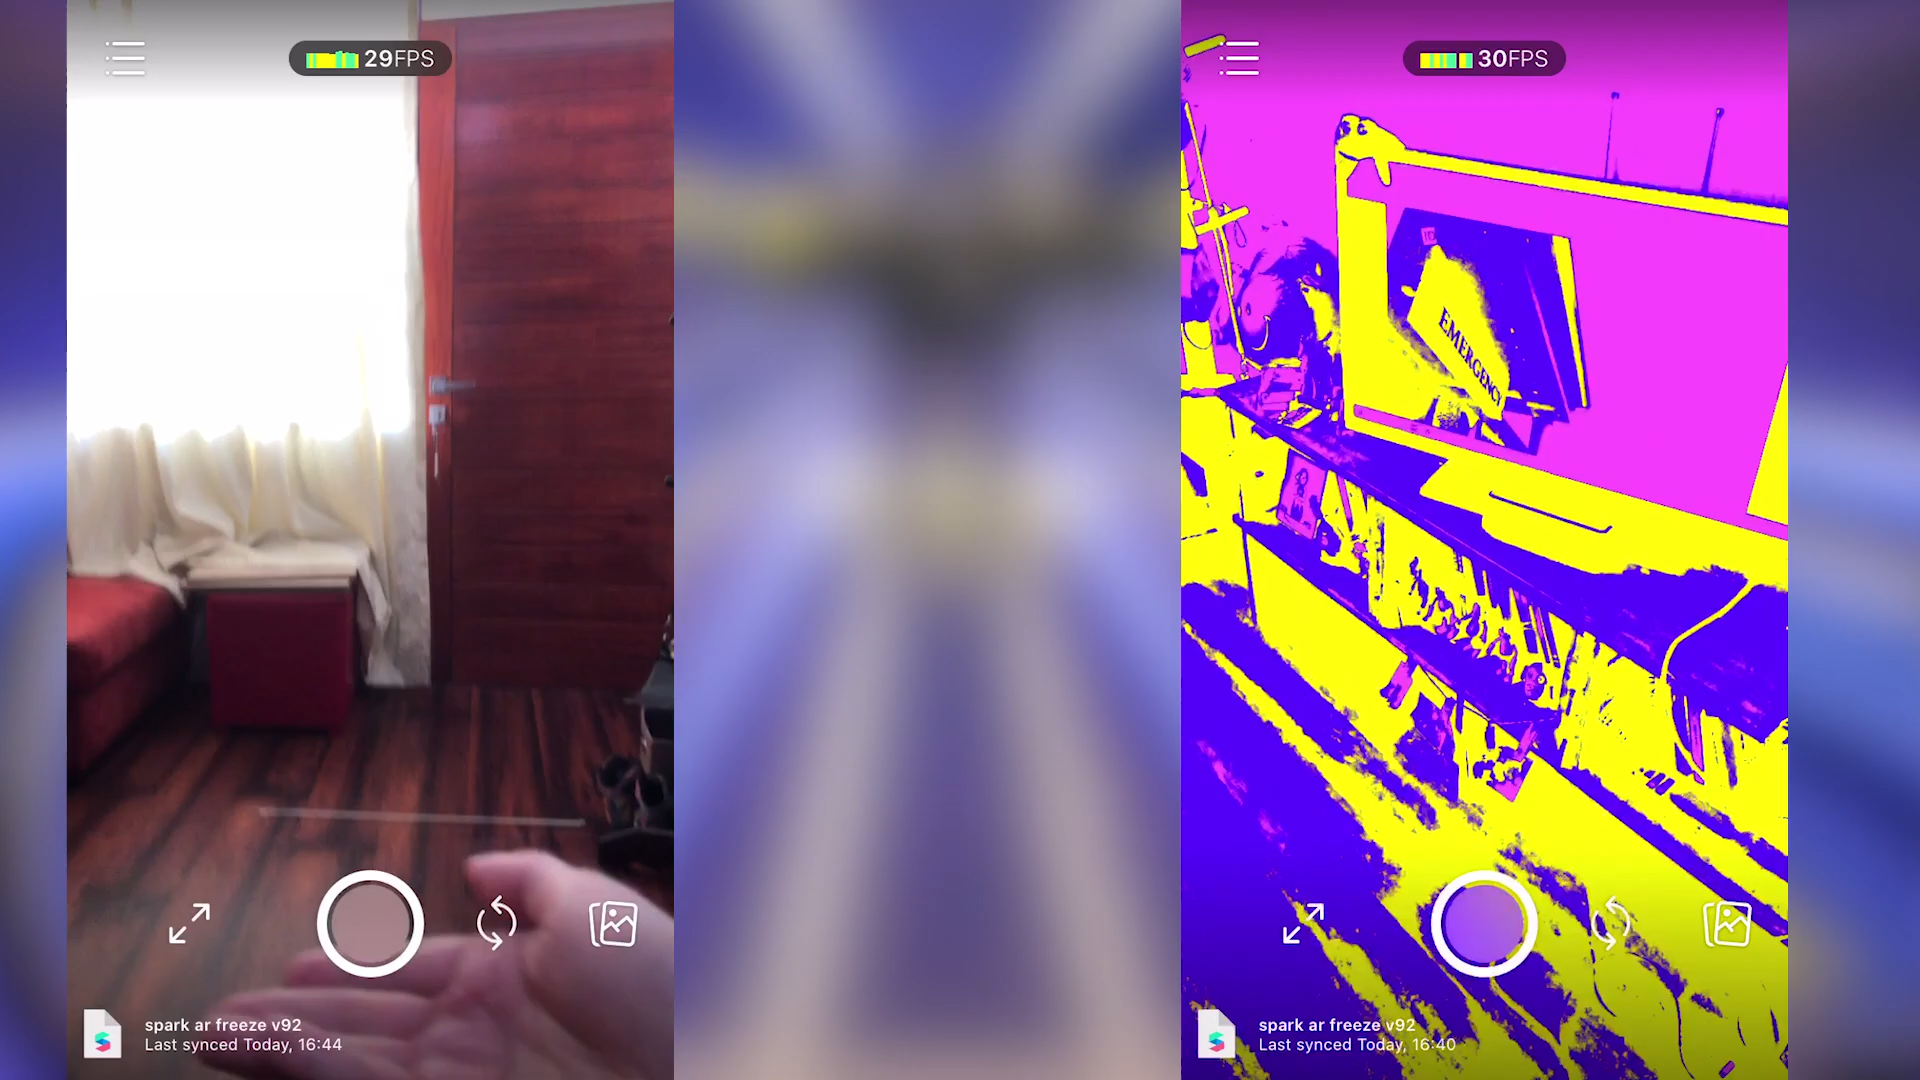 29FPS
spark ar freeze v92
Last synced Today, 16:44
30FPS
EMERGENCY
spark ar freeze v92
Last synced Today, 16:40